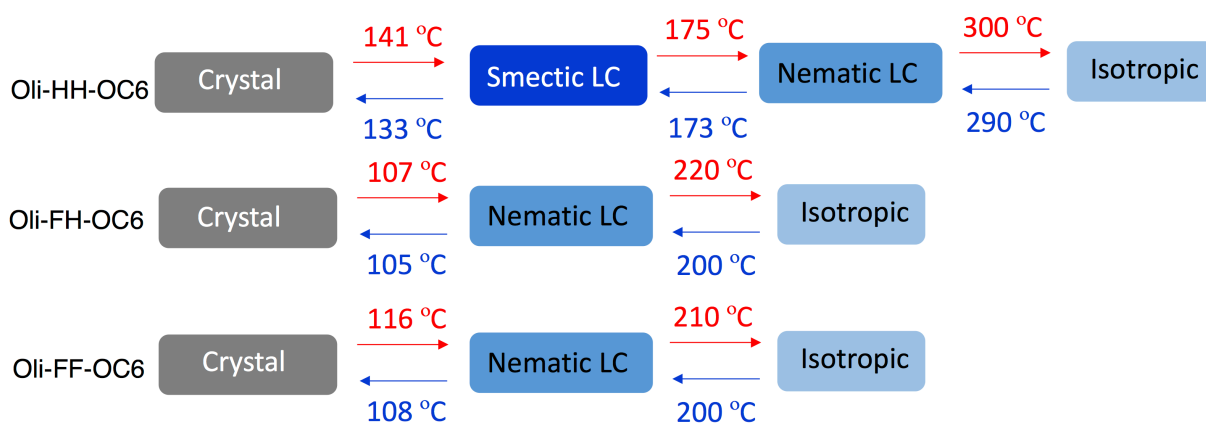 141 °C 175 °C 300 °C
Oli-HH-OC6 Crystal Smectic LC Nematic LC Isotropic
133 °C 173 °C 290 °C
107 °C 220 °C
Oli-FH-OC6 Crystal Nematic LC Isotropic
105 °C 200 °C
116 °C 210 °C
Oli-FF-OC6 Crystal Nematic LC Isotropic
108 °C 200 °C